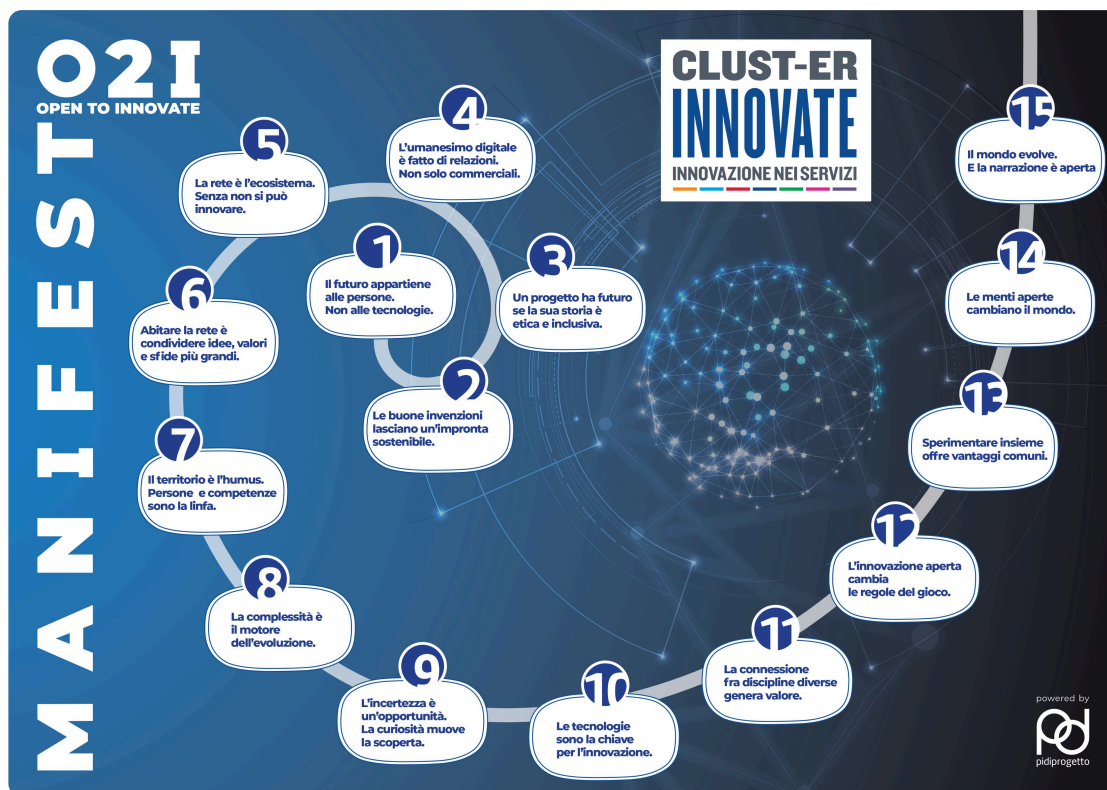 O2I
OPEN TO INNOVATE
MANIFEST
CLUST-ER
INNOVATE
INNOVAZIONE NEI SERVIZI
1
Il futuro appartiene
alle persone.
Non alle tecnologie.
2
Le buone invenzioni
lasciano un'impronta
sostenibile.
3
Un progetto ha futuro
se la sua storia è
etica e inclusiva.
4
L'umanesimo digitale
è fatto di relazioni.
Non solo commerciali.
5
La rete è l'ecosistema.
Senza non si può
innovare.
6
Abitare la rete è
condividere idee, valori
e sfide più grandi.
7
Il territorio è l'humus.
Persone e competenze
sono la linfa.
8
La complessità è
il motore
dell'evoluzione.
9
L'incertezza è
un'opportunità.
La curiosità muove
la scoperta.
10
Le tecnologie
sono la chiave
per l'innovazione.
11
La connessione
fra discipline diverse
genera valore.
12
L'innovazione aperta
cambia
le regole del gioco.
13
Sperimentare insieme
offre vantaggi comuni.
14
Le menti aperte
cambiano il mondo.
15
Il mondo evolve.
E la narrazione è aperta
powered by
pd
pidiprogetto